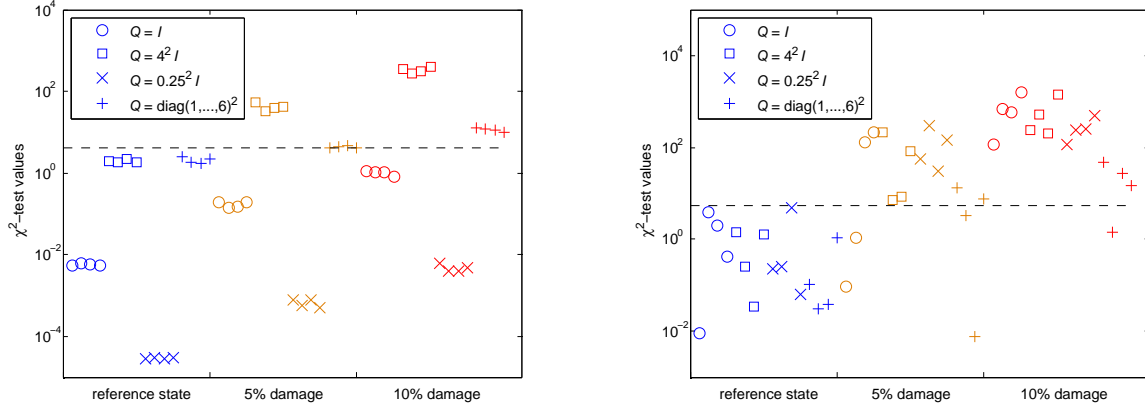 10^4
10^2
10^0
10^−2
10^−4
χ^2−test values
Q = I
Q = 4^2 I
Q = 0.25^2 I
Q = diag(1,...,6)^2
reference state
5% damage
10% damage
10^4
10^2
10^0
10^−2
χ^2−test values
Q = I
Q = 4^2 I
Q = 0.25^2 I
Q = diag(1,...,6)^2
reference state
5% damage
10% damage